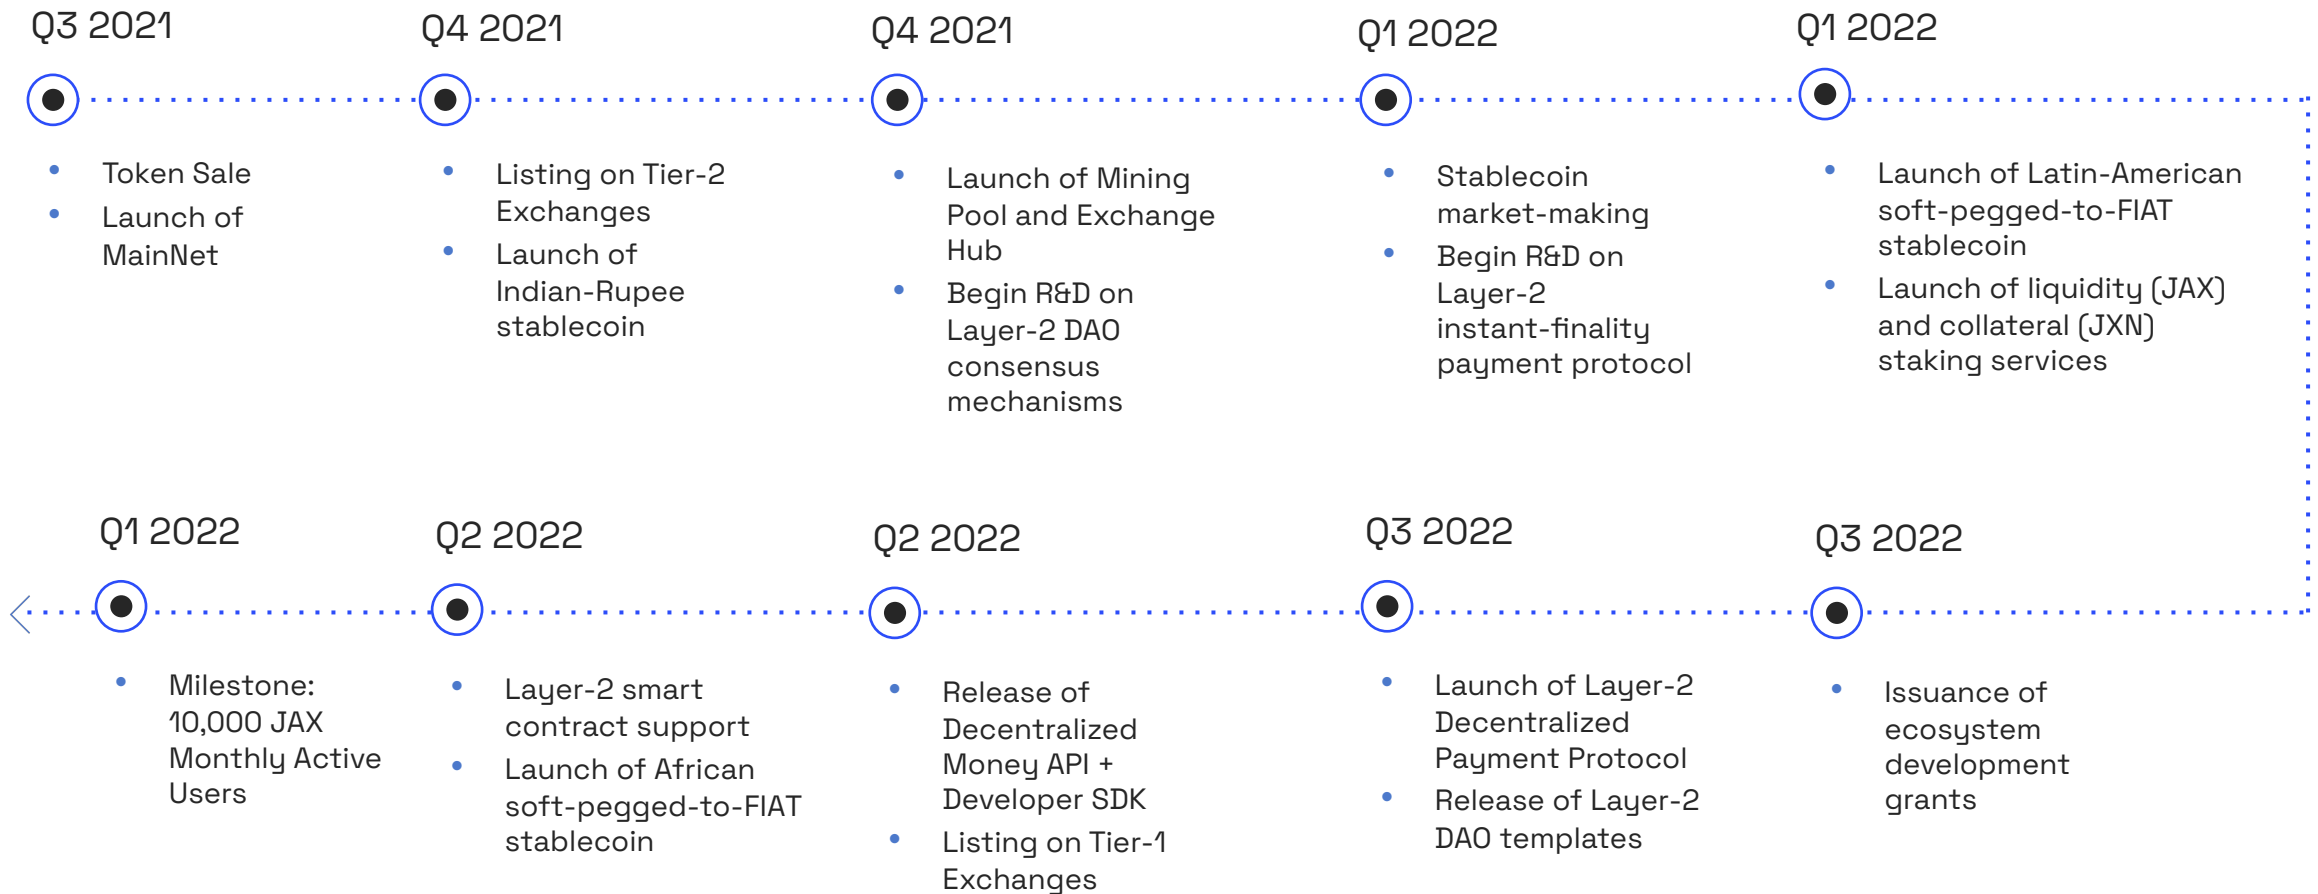 Q3 2021
Token Sale
Launch of
MainNet
Q4 2021
Listing on Tier-2
Exchanges
Launch of
Indian-Rupee
stablecoin
Q4 2021
Launch of Mining
Pool and Exchange
Hub
Begin R&D on
Layer-2 DAO
consensus
mechanisms
Q1 2022
Stablecoin
market-making
Begin R&D on
Layer-2
instant-finality
payment protocol
Q1 2022
Launch of Latin-American
soft-pegged-to-FIAT
stablecoin
Launch of liquidity (JAX)
and collateral (JXN)
staking services
Q1 2022
Milestone:
10,000 JAX
Monthly Active
Users
Q2 2022
Layer-2 smart
contract support
Launch of African
soft-pegged-to-FIAT
stablecoin
Q2 2022
Release of
Decentralized
Money API +
Developer SDK
Listing on Tier-1
Exchanges
Q3 2022
Launch of Layer-2
Decentralized
Payment Protocol
Release of Layer-2
DAO templates
Q3 2022
Issuance of
ecosystem
development
grants